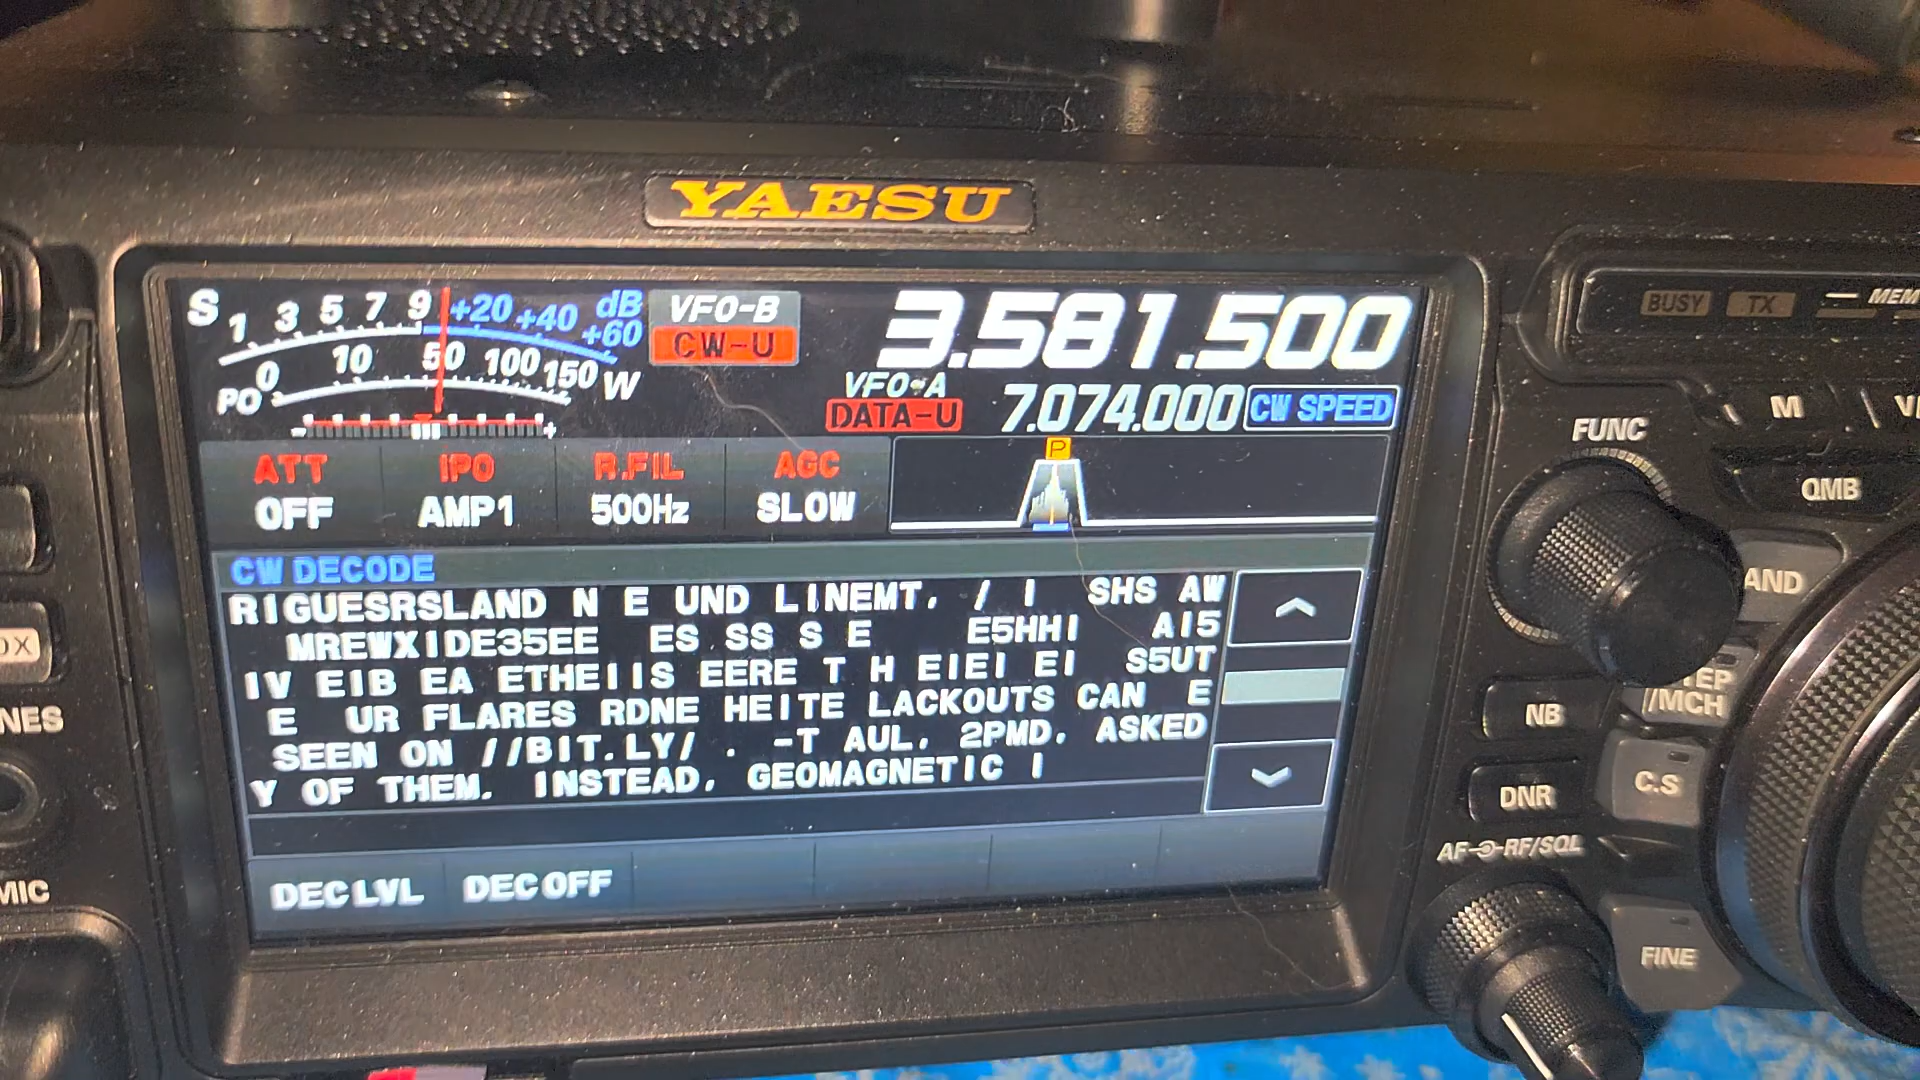 YAESU
S 1 3 5 7 9 +20 +40 +60 dB
PO 0 10 50 100 150 W
VFO-B
CW-U
3.581.500
VFO-A
DATA-U
7.074.000
CW SPEED
ATT IPO R.FIL AGC
OFF AMP1 500Hz SLOW
P
CW DECODE
RIGUESRSLAND N E UND LINEMT. / I SHS AW
MREWXIDE35EE ES SS S E E5HHI AI5
IV EIB EA ETHEIIS EERE T H EIEI EI S5UT
E UR FLARES RDNE HEITE LACKOUTS CAN E
SEEN ON //BIT.LY/ . -T AUL, 2PMD, ASKED
Y OF THEM. INSTEAD, GEOMAGNETIC I
DEC LVL DEC OFF
BUSY TX MEM
M
FUNC
QMB
AND
/MCH
NB
DNR
C.S
AF RF/SQL
FINE
OX
NES
MIC